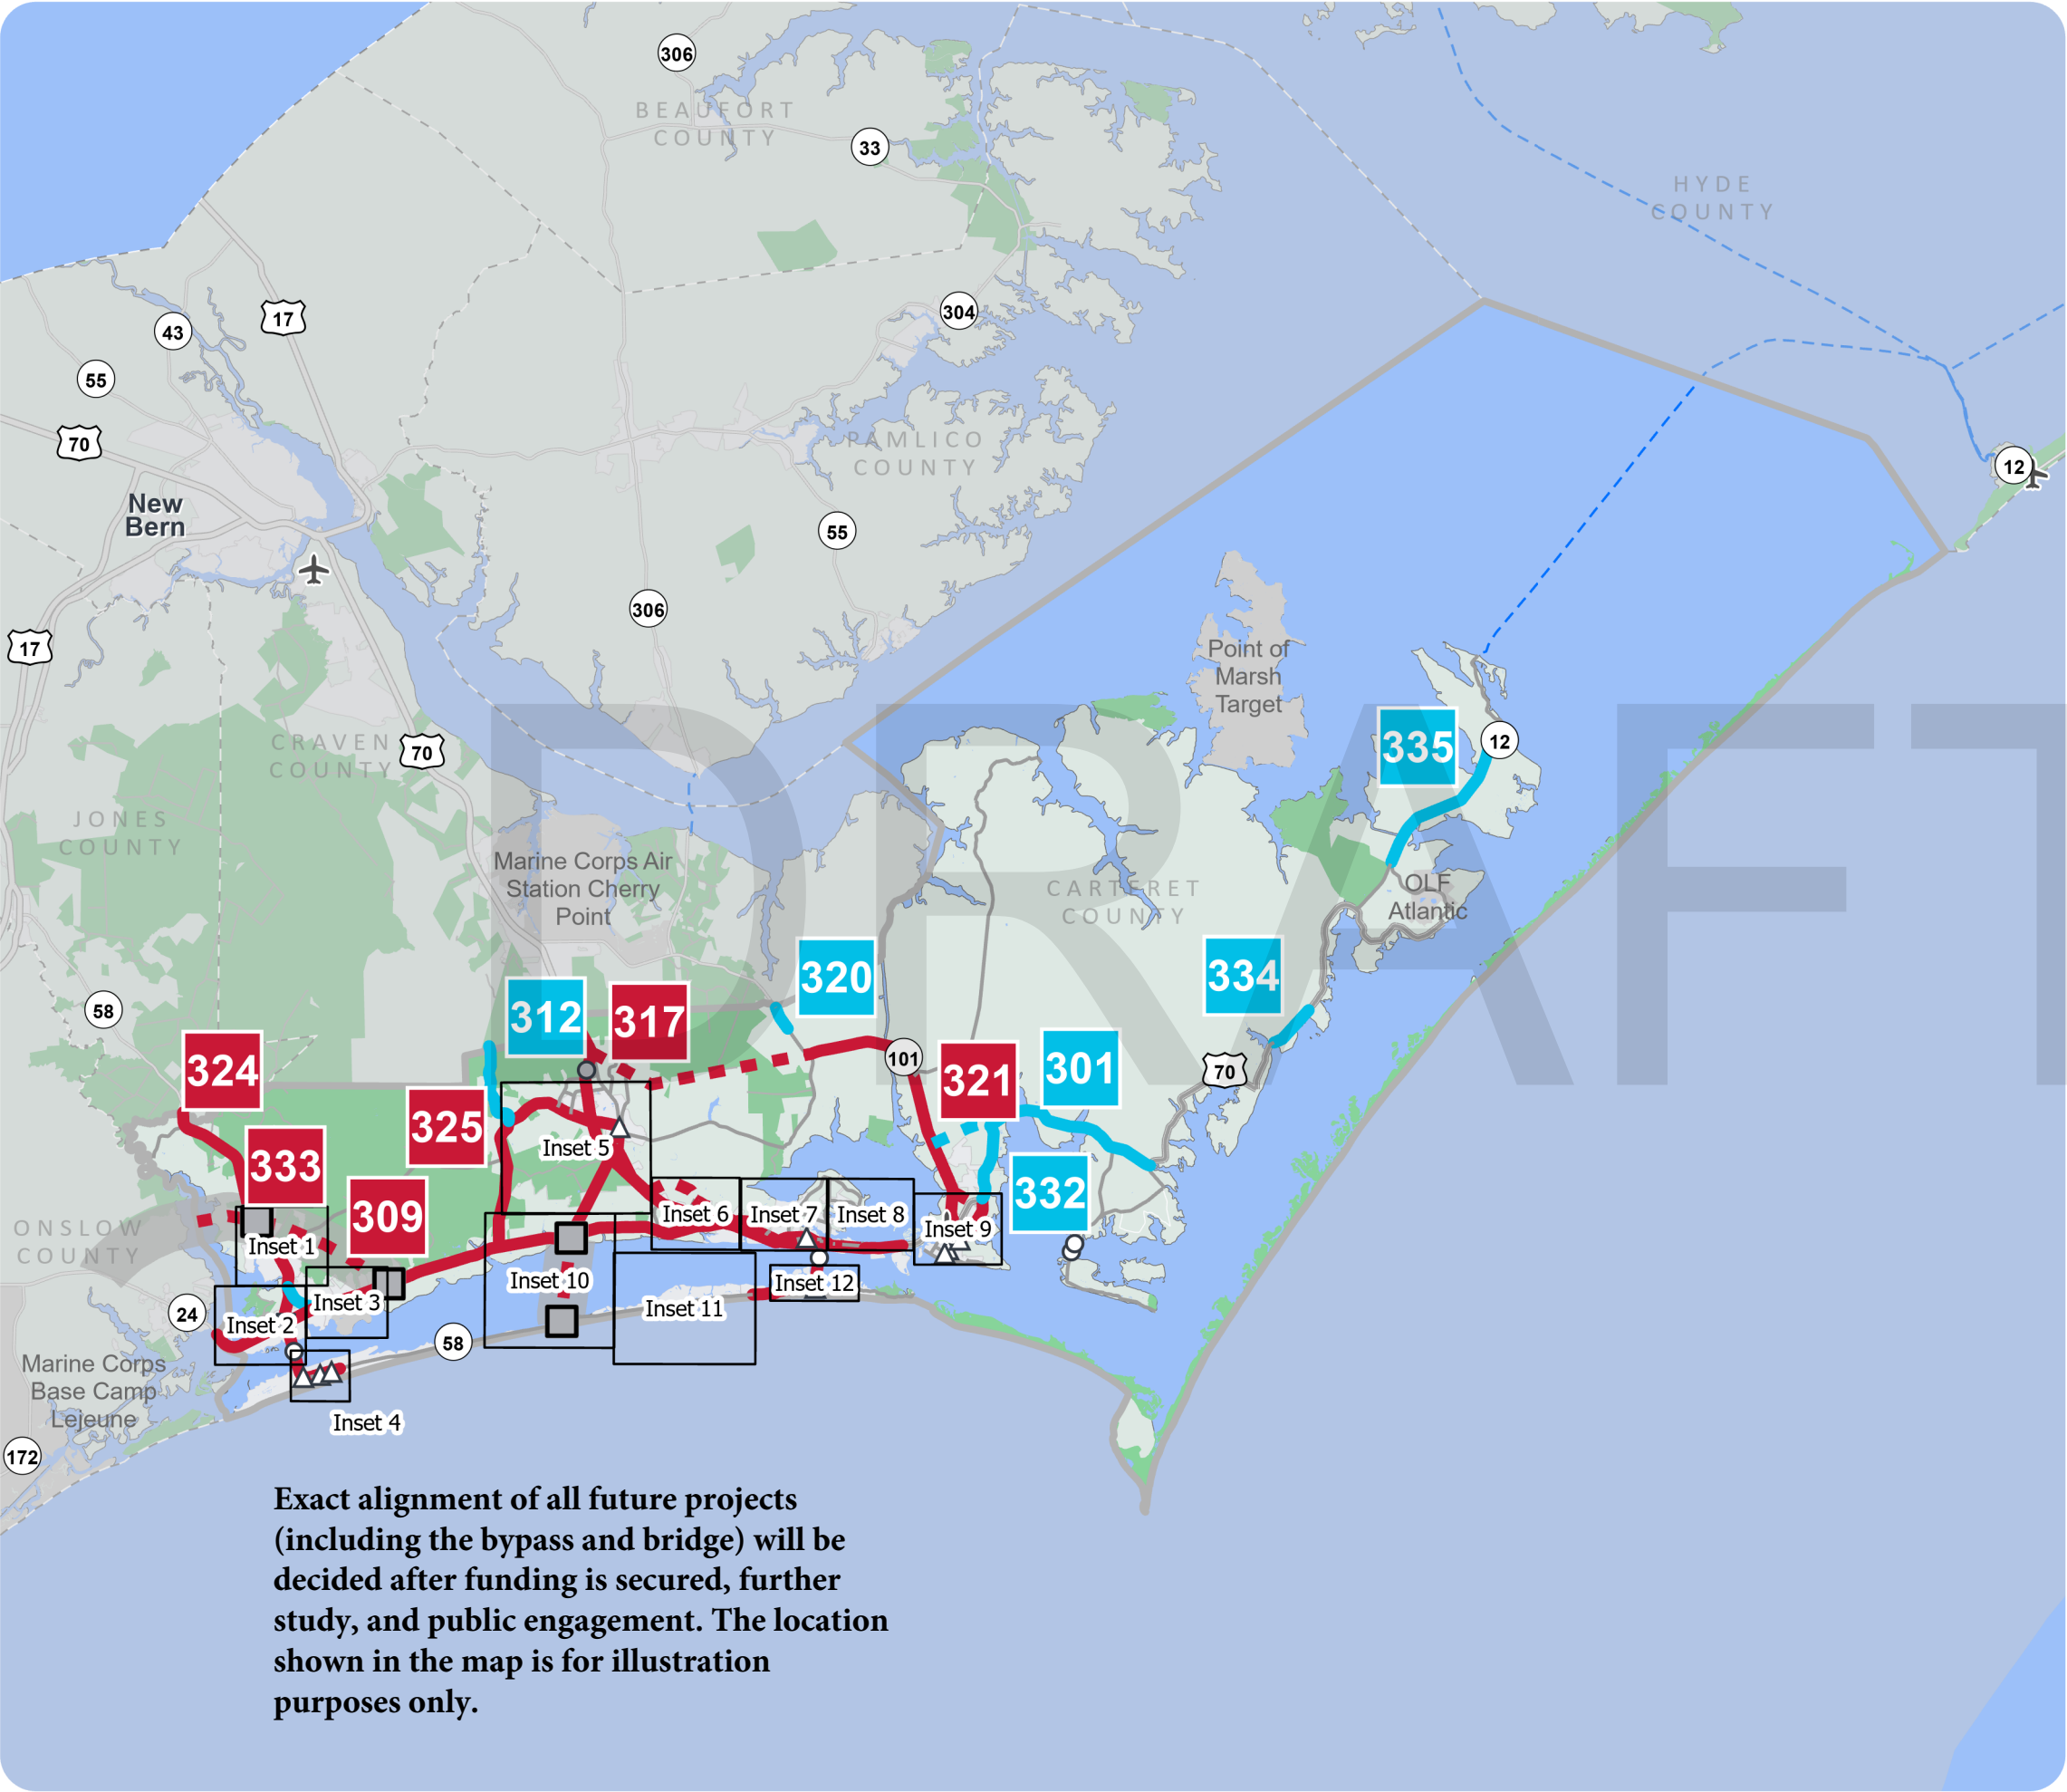 306
BEAUFORT
COUNTY
33
HYDE
COUNTY
17
304
43
55
70
PAMLICO
COUNTY
12
New
Bern
55
306
17
Point of
Marsh
Target
DRAFT
335
12
CRAVEN
COUNTY
70
JONES
COUNTY
Marine Corps Air
Station Cherry
Point
CARTERET
COUNTY
OLF
Atlantic
320
334
58
312
317
324
101
321
301
70
325
333
Inset 5
332
309
ONSLOW
COUNTY
Inset 1
Inset 6
Inset 7
Inset 8
Inset 9
Inset 10
Inset 12
Inset 3
Inset 11
24
Inset 2
58
Marine Corps
Base Camp
Lejeune
Inset 4
172
Exact alignment of all future projects
(including the bypass and bridge) will be
decided after funding is secured, further
study, and public engagement. The location
shown in the map is for illustration
purposes only.